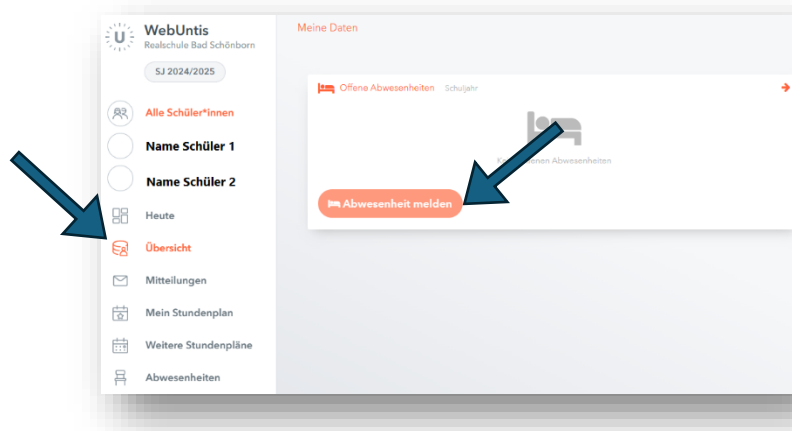 WebUntis
Realschule Bad Schönborn
SJ 2024/2025
Alle Schüler*innen
Name Schüler 1
Name Schüler 2
Heute
Übersicht
Mitteilungen
Mein Stundenplan
Weitere Stundenpläne
Abwesenheiten
Meine Daten
Offene Abwesenheiten Schuljahr
Abwesenheiten
Abwesenheit melden